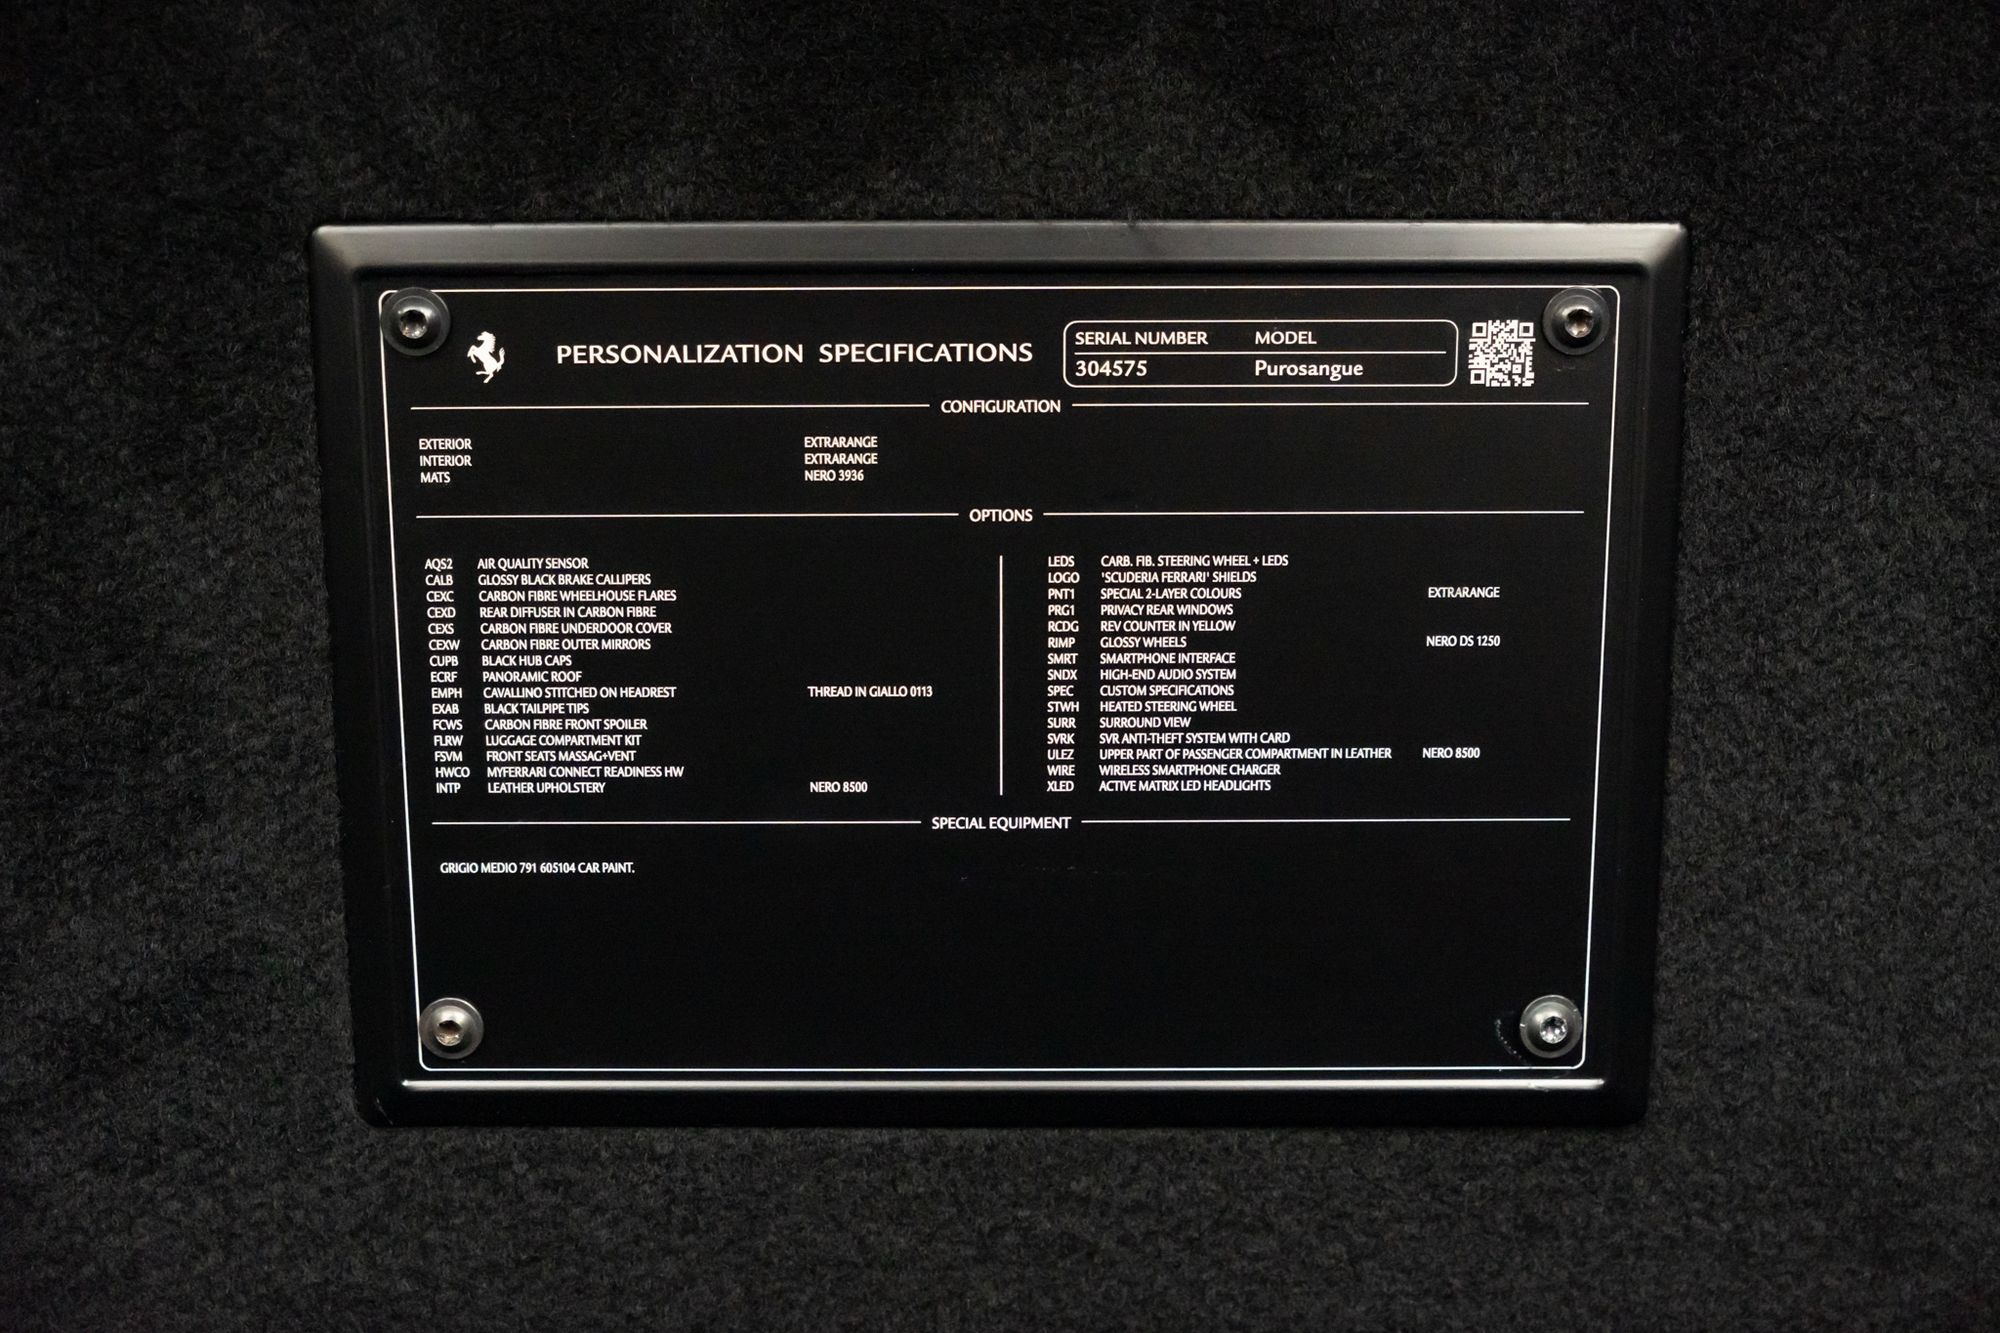 PERSONALIZATION SPECIFICATIONS
SERIAL NUMBER MODEL
304575 Purosangue
CONFIGURATION
EXTERIOR EXTRARANGE
INTERIOR EXTRARANGE
MATS NERO 3936
OPTIONS
AQS2 AIR QUALITY SENSOR
CALB GLOSSY BLACK BRAKE CALLIPERS
CEXC CARBON FIBRE WHEELHOUSE FLARES
CEXD REAR DIFFUSER IN CARBON FIBRE
CEXS CARBON FIBRE UNDERDOOR COVER
CEXW CARBON FIBRE OUTER MIRRORS
CUPB BLACK HUB CAPS
ECRF PANORAMIC ROOF
EMPH CAVALLINO STITCHED ON HEADREST THREAD IN GIALLO 0113
EXAB BLACK TAILPIPE TIPS
FCWS CARBON FIBRE FRONT SPOILER
FLRW LUGGAGE COMPARTMENT KIT
FSVM FRONT SEATS MASSAG+VENT
HWCO MYFERRARI CONNECT READINESS HW
INTP LEATHER UPHOLSTERY NERO 8500
LEDS CARB. FIB. STEERING WHEEL + LEDS
LOGO 'SCUDERIA FERRARI' SHIELDS
PNT1 SPECIAL 2-LAYER COLOURS EXTRARANGE
PRG1 PRIVACY REAR WINDOWS
RCDG REV COUNTER IN YELLOW
RIMP GLOSSY WHEELS NERO DS 1250
SMRT SMARTPHONE INTERFACE
SNDX HIGH-END AUDIO SYSTEM
SPEC CUSTOM SPECIFICATIONS
STWH HEATED STEERING WHEEL
SURR SURROUND VIEW
SVRK SVR ANTI-THEFT SYSTEM WITH CARD
ULEZ UPPER PART OF PASSENGER COMPARTMENT IN LEATHER NERO 8500
WIRE WIRELESS SMARTPHONE CHARGER
XLED ACTIVE MATRIX LED HEADLIGHTS
SPECIAL EQUIPMENT
GRIGIO MEDIO 791 605104 CAR PAINT.